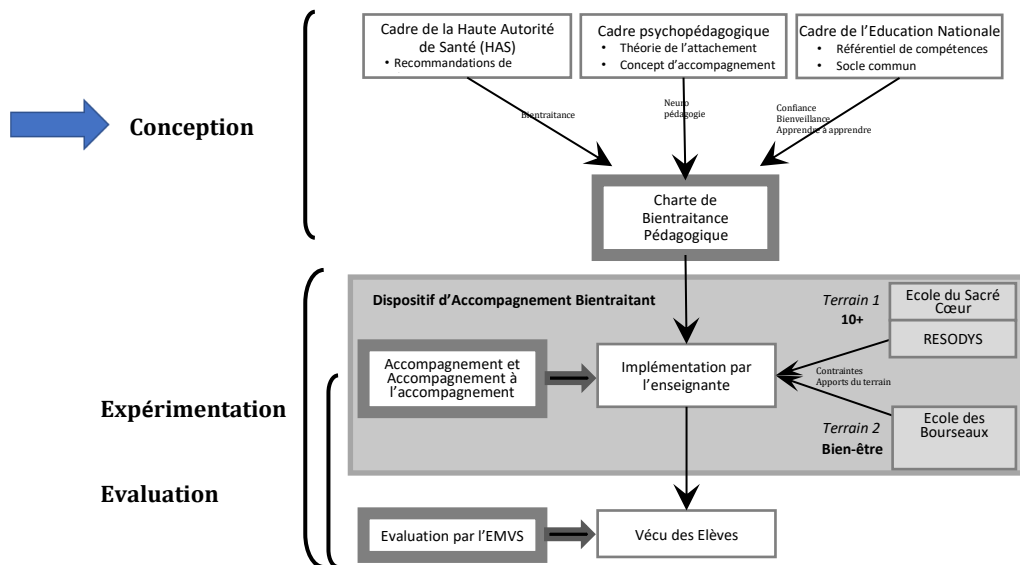 Cadre de la Haute Autorité
de Santé (HAS)
• Recommandations de
Cadre psychopédagogique
• Théorie de l'attachement
• Concept d'accompagnement
Cadre de l'Education Nationale
• Référentiel de compétences
• Socle commun
Conception
Bientraitance
Neuro
pédagogie
Confiance
Bienveillance
Apprendre à apprendre
Charte de
Bientraitance
Pédagogique
Dispositif d'Accompagnement Bientraitant
Terrain 1
10+
Ecole du Sacré
Cœur
RESODYS
Accompagnement et
Accompagnement à
l'accompagnement
Implémentation par
l'enseignante
Contraintes
Apports du terrain
Expérimentation
Terrain 2
Bien-être
Ecole des
Bourseaux
Evaluation
Evaluation par l'EMVS
Vécu des Elèves